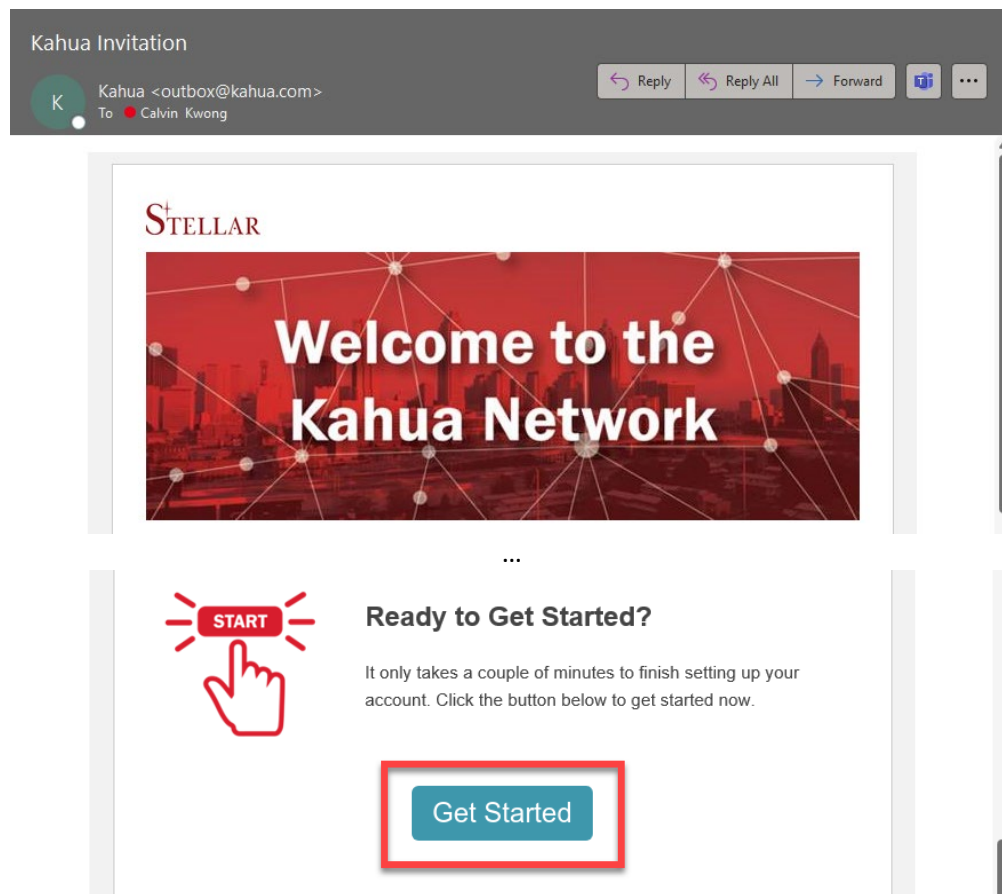 Kahua Invitation
K
Kahua <outbox@kahua.com>
To Calvin Kwong
Reply
Reply All
Forward
...
STELLAR
Welcome to the
Kahua Network
...
START
Ready to Get Started?
It only takes a couple of minutes to finish setting up your
account. Click the button below to get started now.
Get Started